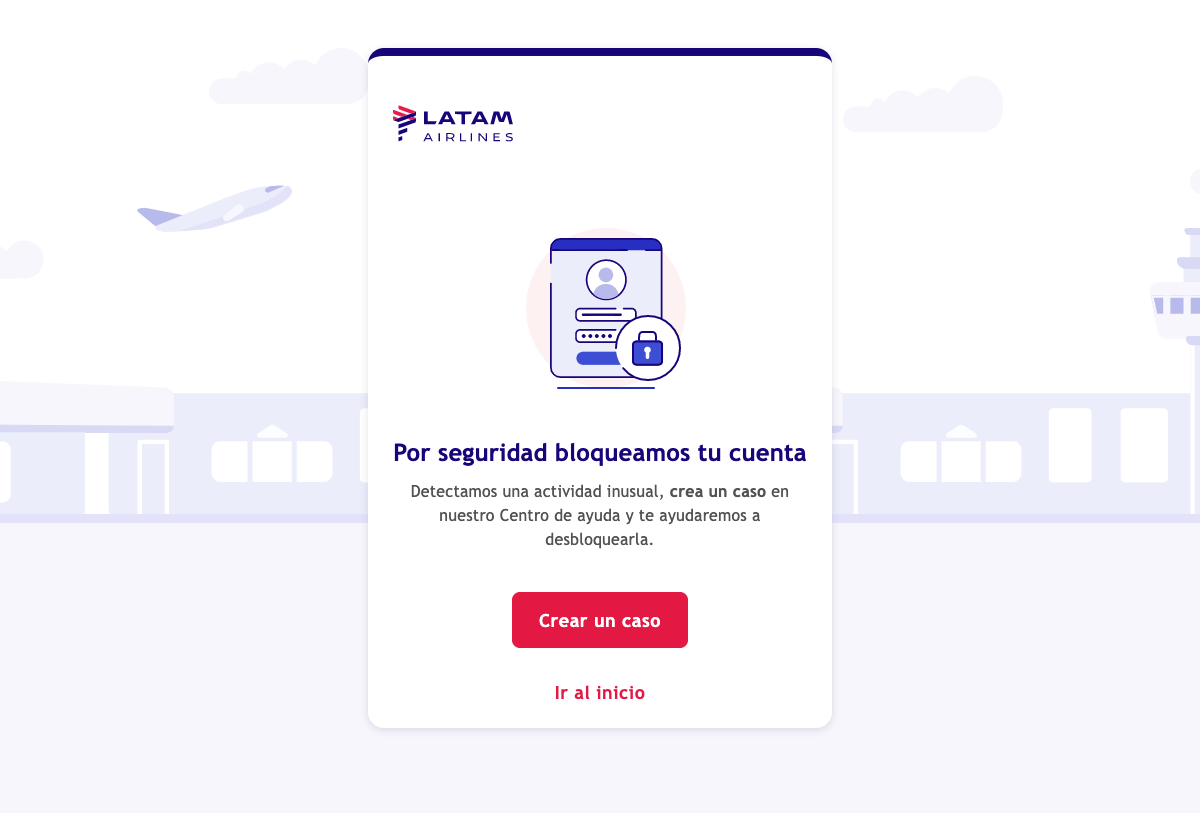 LATAM
AIRLINES
Por seguridad bloqueamos tu cuenta
Detectamos una actividad inusual, crea un caso en
nuestro Centro de ayuda y te ayudaremos a
desbloquearla.
Crear un caso
Ir al inicio